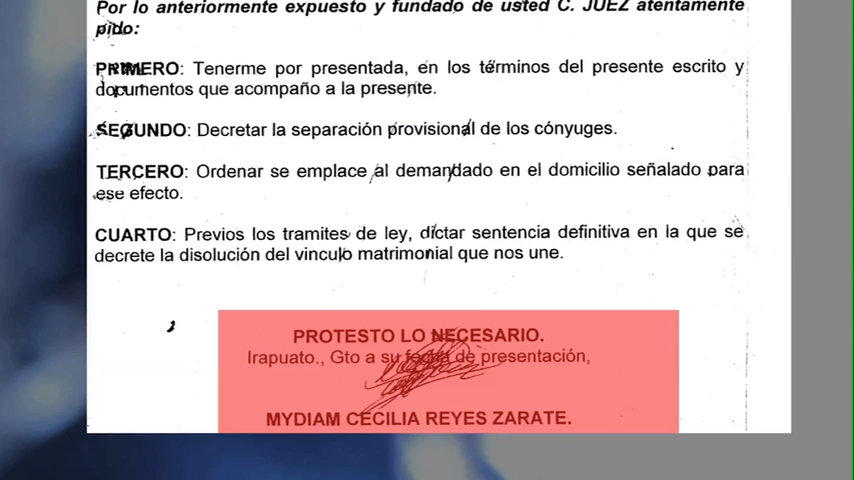 Por lo anteriormente expuesto y fundado de usted C. JUEZ atentamente
pido:
PRIMERO: Tenerme por presentada, en los términos del presente escrito y
documentos que acompaño a la presente.
SEGUNDO: Decretar la separación provisional de los cónyuges.
TERCERO: Ordenar se emplace al demandado en el domicilio señalado para
ese efecto.
CUARTO: Previos los tramites de ley, dictar sentencia definitiva en la que se
decrete la disolución del vinculo matrimonial que nos une.
PROTESTO LO NECESARIO.
Irapuato., Gto a su fecha de presentación,
MYDIAM CECILIA REYES ZARATE.